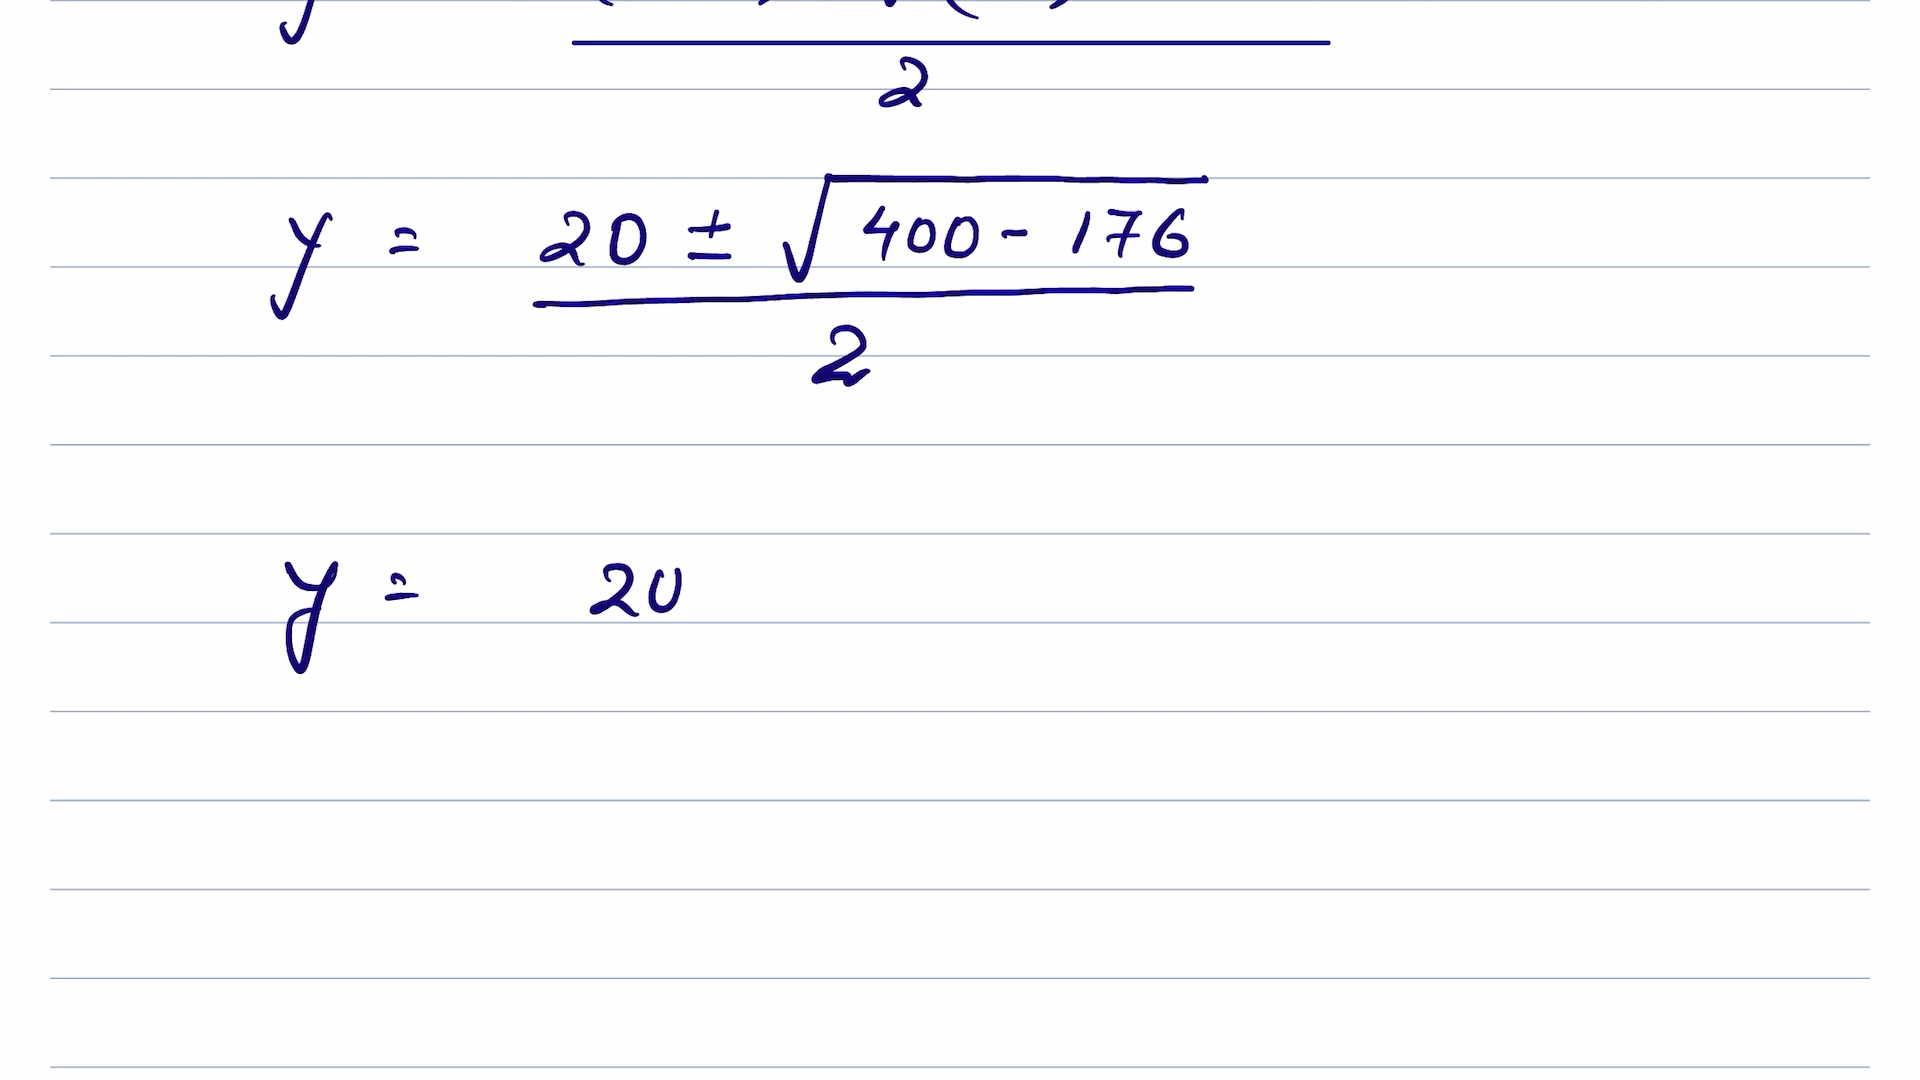 y
2
y = 20 ± √400 - 176
2
y = 20